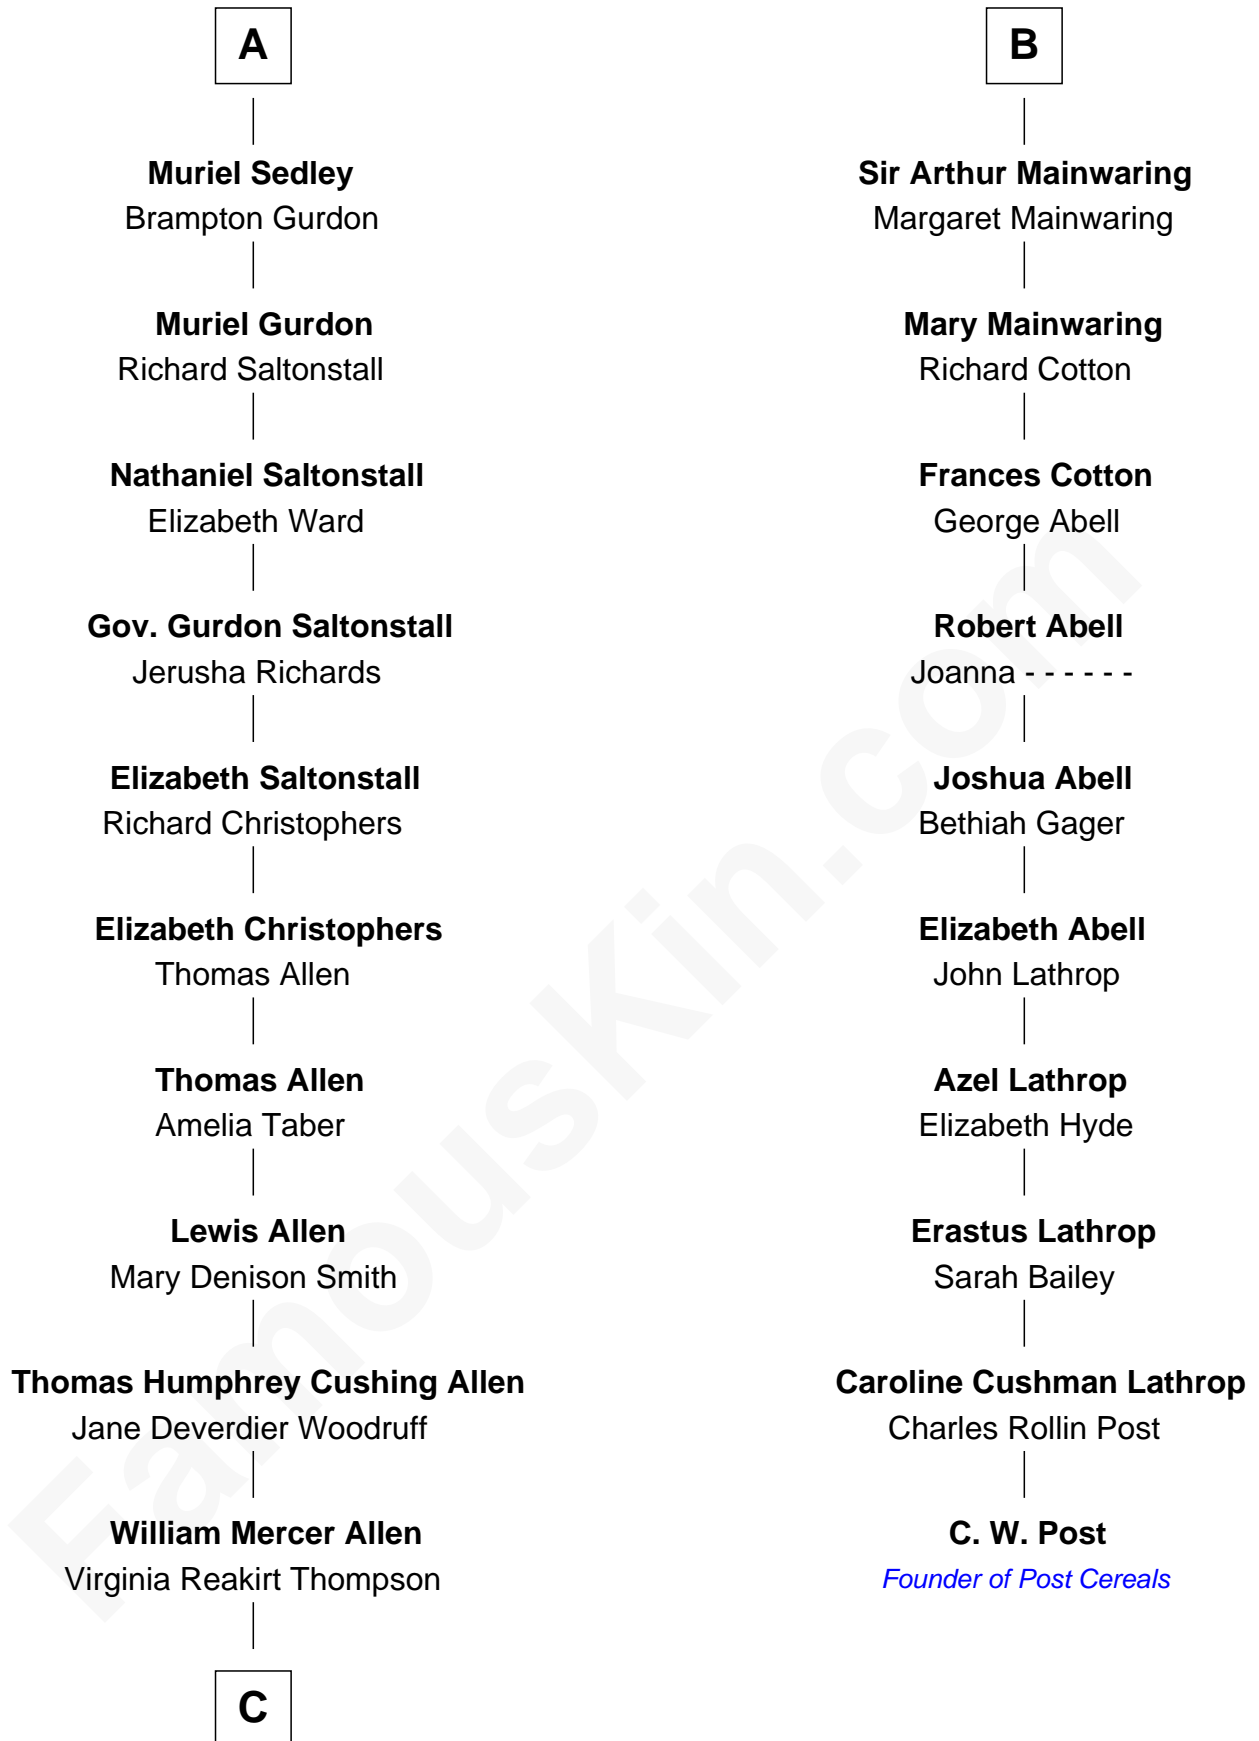 A
Muriel Sedley
Brampton Gurdon
Muriel Gurdon
Richard Saltonstall
Nathaniel Saltonstall
Elizabeth Ward
Gov. Gurdon Saltonstall
Jerusha Richards
Elizabeth Saltonstall
Richard Christophers
Elizabeth Christophers
Thomas Allen
Thomas Allen
Amelia Taber
Lewis Allen
Mary Denison Smith
Thomas Humphrey Cushing Allen
Jane Deverdier Woodruff
William Mercer Allen
Virginia Reakirt Thompson
C
B
Sir Arthur Mainwaring
Margaret Mainwaring
Mary Mainwaring
Richard Cotton
Frances Cotton
George Abell
Robert Abell
Joanna - - - - - -
Joshua Abell
Bethiah Gager
Elizabeth Abell
John Lathrop
Azel Lathrop
Elizabeth Hyde
Erastus Lathrop
Sarah Bailey
Caroline Cushman Lathrop
Charles Rollin Post
C. W. Post
Founder of Post Cereals
FamousKin.com